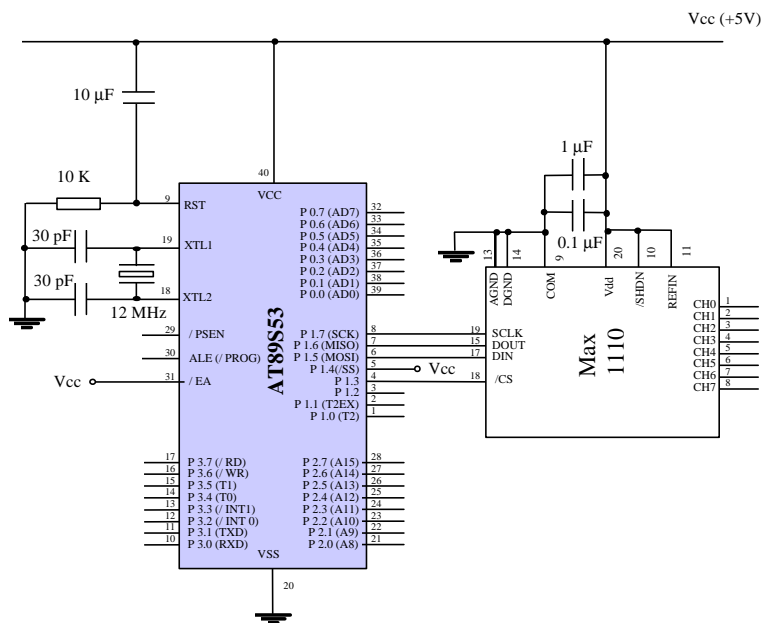 Vcc (+5V)
10 µF
40
VCC
10 K
9
RST
30 pF
19
XTL1
30 pF
18
XTL2
12 MHz
29
/ PSEN
30
ALE (/ PROG)
Vcc
31
/ EA
AT89S53
P 0.7 (AD7) 32
P 0.6 (AD6) 33
P 0.5 (AD5) 34
P 0.4 (AD4) 35
P 0.3 (AD3) 36
P 0.2 (AD2) 37
P 0.1 (AD1) 38
P 0.0 (AD0) 39
P 1.7 (SCK) 8
P 1.6 (MISO) 7
P 1.5 (MOSI) 6
P 1.4(/SS) 5
Vcc
P 1.3 4
P 1.2 3
P 1.1 (T2EX) 2
P 1.0 (T2) 1
17 P 3.7 (/ RD)
16 P 3.6 (/ WR)
15 P 3.5 (T1)
14 P 3.4 (T0)
13 P 3.3 (/ INT1)
12 P 3.2 (/ INT 0)
11 P 3.1 (TXD)
10 P 3.0 (RXD)
P 2.7 (A15) 28
P 2.6 (A14) 27
P 2.5 (A13) 26
P 2.4 (A12) 25
P 2.3 (A11) 24
P 2.2 (A10) 23
P 2.1 (A9) 22
P 2.0 (A8) 21
VSS
20
1 µF
0.1 µF
13
AGND
14
DGND
9
COM
20
Vdd
10
/SHDN
11
REFIN
19 SCLK
15 DOUT
17 DIN
18 /CS
Max
1110
CH0 1
CH1 2
CH2 3
CH3 4
CH4 5
CH5 6
CH6 7
CH7 8